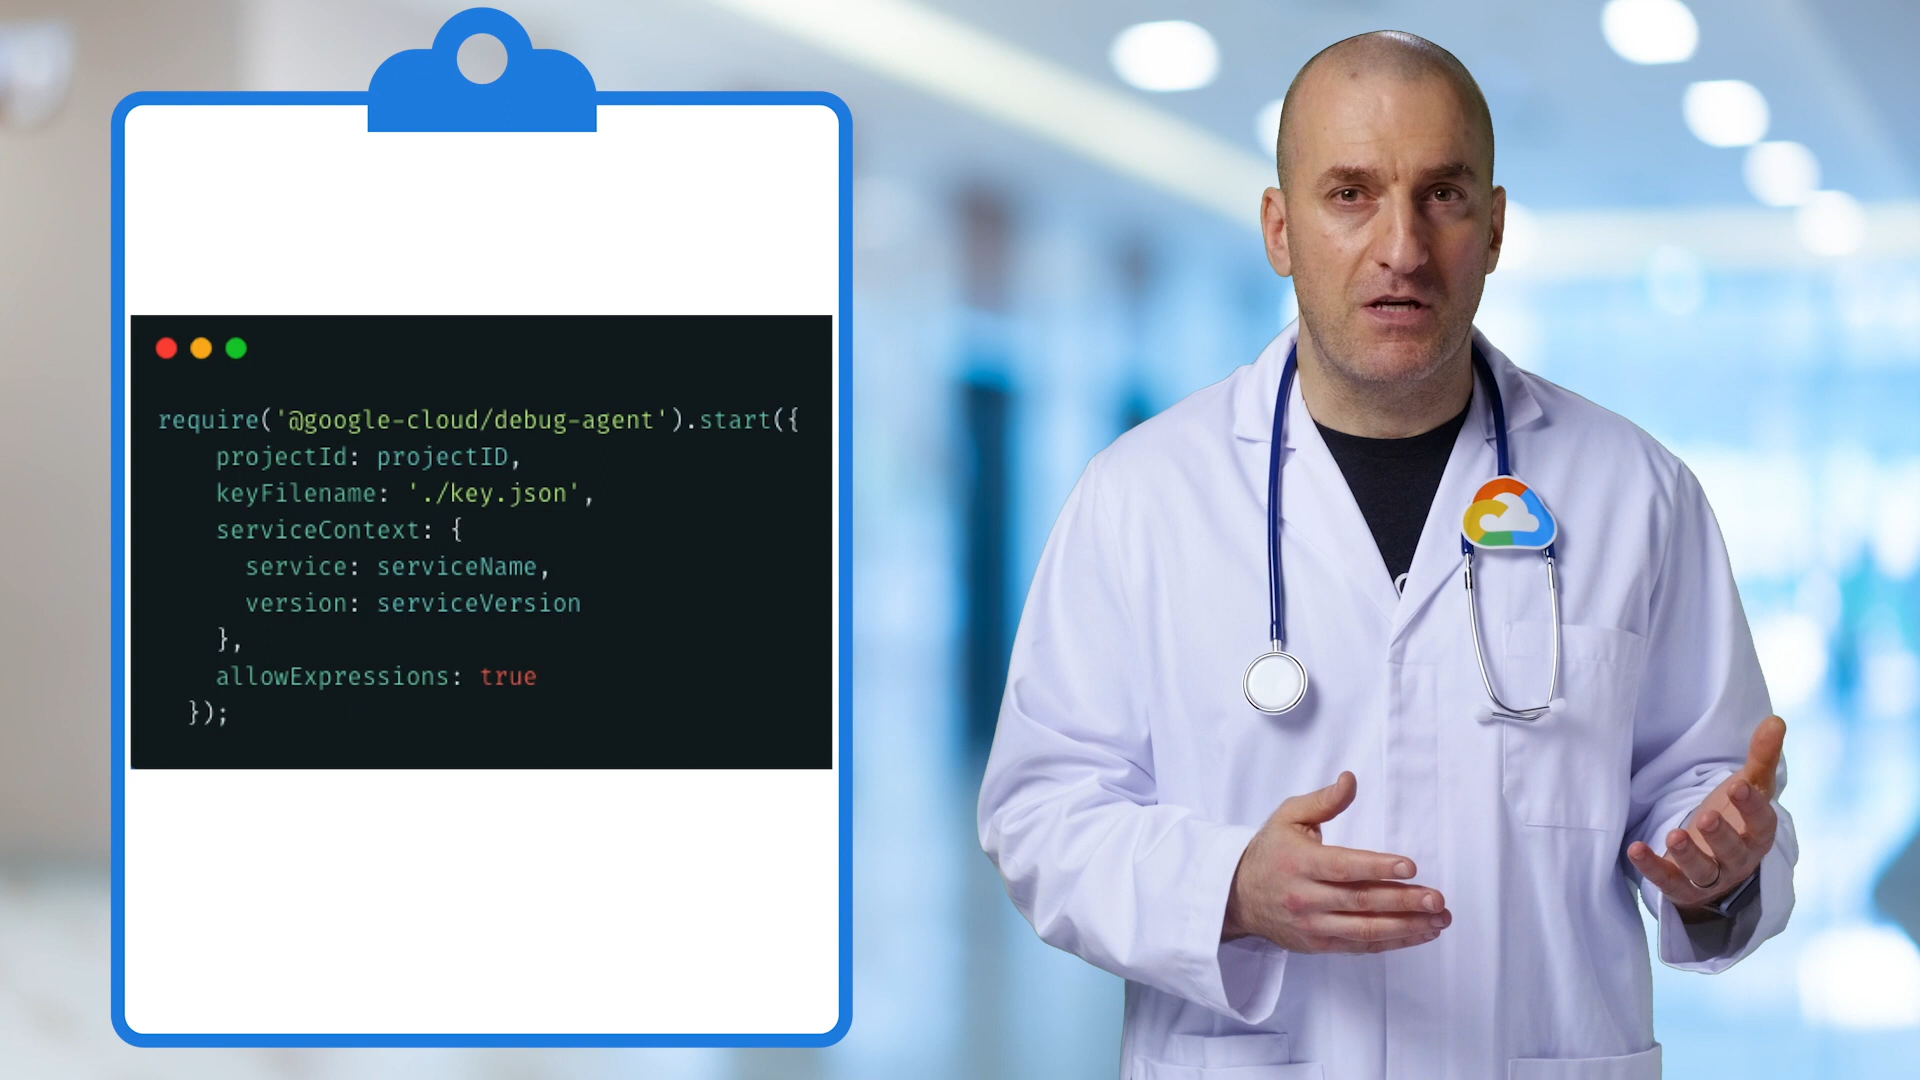 require('@google-cloud/debug-agent').start({
projectId: projectID,
keyFilename: './key.json',
serviceContext: {
service: serviceName,
version: serviceVersion
},
allowExpressions: true
});